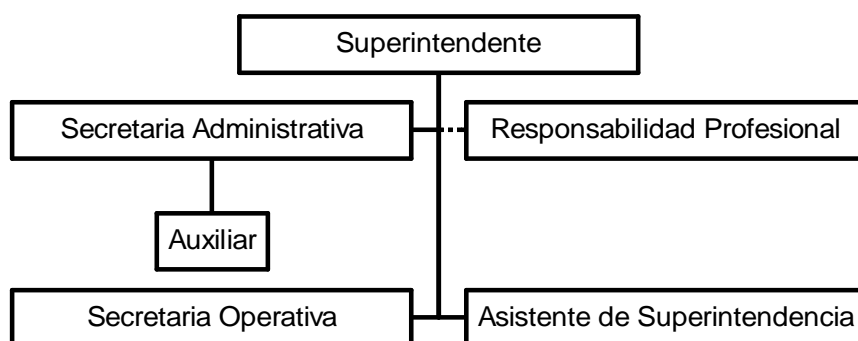 Superintendente
Secretaria Administrativa
Responsabilidad Profesional
Auxiliar
Secretaria Operativa
Asistente de Superintendencia